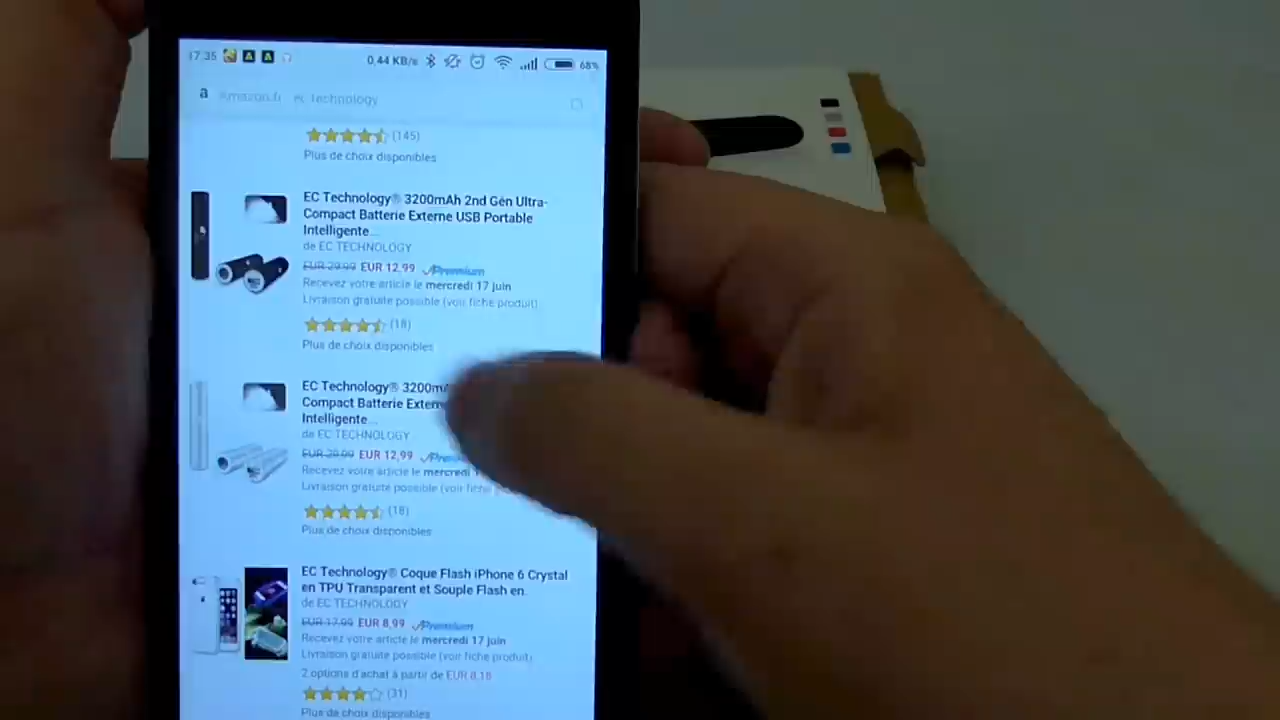 17.35 0,44 KB/s 68%
a Amazon.fr ec technology
(145)
Plus de choix disponibles
EC Technology® 3200mAh 2nd Gén Ultra-
Compact Batterie Externe USB Portable
Intelligente...
de EC TECHNOLOGY
EUR 29,99 EUR 12,99 Premium
Recevez votre article le mercredi 17 juin
Livraison gratuite possible (voir fiche produit)
(18)
Plus de choix disponibles
EC Technology® 3200m
Compact Batterie Extern
Intelligente...
de EC TECHNOLOGY
EUR 29,99 EUR 12,99
Recevez votre article le mercredi
Livraison gratuite possible (voir fiche
(18)
Plus de choix disponibles
EC Technology® Coque Flash iPhone 6 Crystal
en TPU Transparent et Souple Flash en
de EC TECHNOLOGY
EUR 17,99 EUR 8,99 Premium
Recevez votre article le mercredi 17 juin
Livraison gratuite possible (voir fiche produit)
2 options d'achat à partir de EUR 8,18
(31)
Plus de choix disponibles